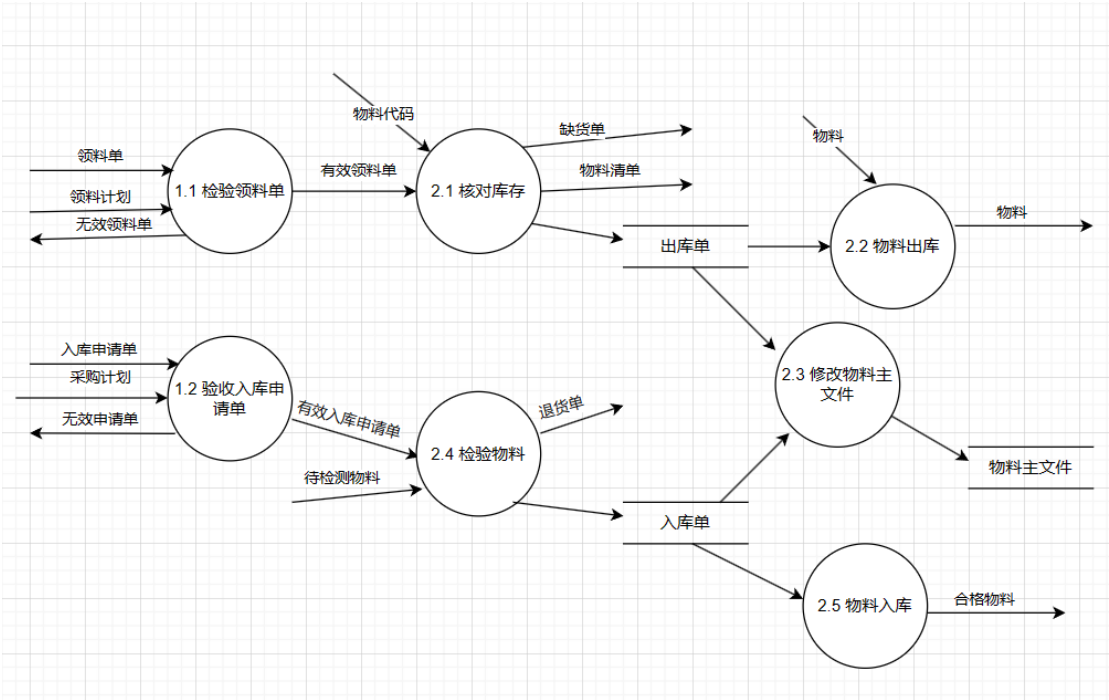 物料代码
缺货单
物料
领料单
1.1 检验领料单
有效领料单
2.1 核对库存
物料清单
领料计划
无效领料单
出库单
2.2 物料出库
物料
入库申请单
采购计划
无效申请单
1.2 验收入库申
请单
有效入库申请单
2.4 检验物料
退货单
待检测物料
2.3 修改物料主
文件
物料主文件
入库单
2.5 物料入库
合格物料